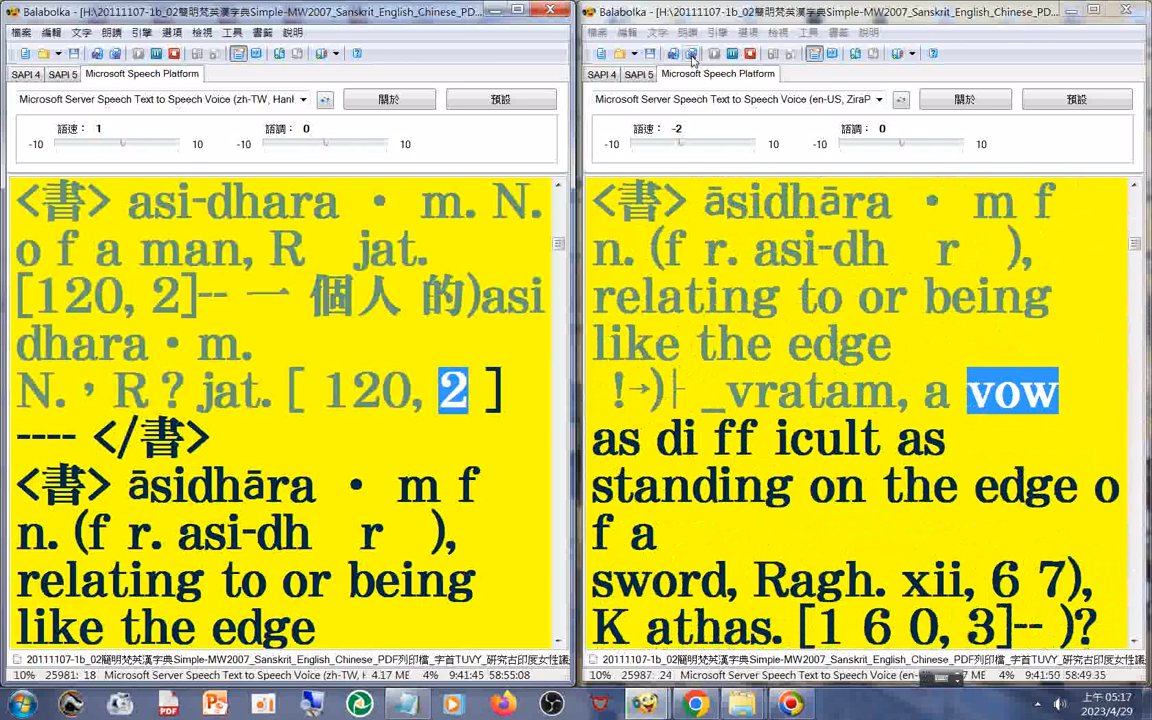 Balabolka - [H:\20111107-1b_02簡明梵英漢字典Simple-MW2007_Sanskrit_English_Chinese_PD...
檔案 編輯 文字 朗讀 引擎 選項 檢視 工具 書籤 說明
SAPI 4 SAPI 5 Microsoft Speech Platform
Microsoft Server Speech Text to Speech Voice (zh-TW, Hanl 關於 預設
語速： 1 語調： 0
-10 10 -10 10
<書> asi-dhara • m. N.
o f a man, R jat.
[120, 2]-- 一 個人 的)asi
dhara • m.
N. , R ? jat. [ 120, 2 ]
---- </書>
<書> āsidhāra • m f
n. (f r. asi-dh r ),
relating to or being
like the edge
20111107-1b_02簡明梵英漢字典Simple-MW2007_Sanskrit_English_Chinese_PDF列印檔_字首TUVY_研究古印度女性議
10% 25981: 18 Microsoft Server Speech Text to Speech Voice (zh-TW, H 4.17 MB 4% 9:41:45 58:55:08
Balabolka - [H:\20111107-1b_02簡明梵英漢字典Simple-MW2007_Sanskrit_English_Chinese_PDF...
檔案 編輯 文字 朗讀 引擎 選項 檢視 工具 書籤 說明
SAPI 4 SAPI 5 Microsoft Speech Platform
Microsoft Server Speech Text to Speech Voice (en-US, ZiraP 關於 預設
語速： -2 語調： 0
-10 10 -10 10
<書> āsidhāra • m f
n. (f r. asi-dh r ),
relating to or being
like the edge
!→)├ _vratam, a vow
as di ff icult as
standing on the edge o
f a
sword, Ragh. xii, 6 7),
K athas. [1 6 0, 3]-- )?
20111107-1b_02簡明梵英漢字典Simple-MW2007_Sanskrit_English_Chinese_PDF列印檔_字首TUVY_研究古印度女性議
10% 25987: 24 Microsoft Server Speech Text to Speech Voice (en- 4.17 MB 4% 9:41:45 58:49:35
上午 05:17
2023/4/29